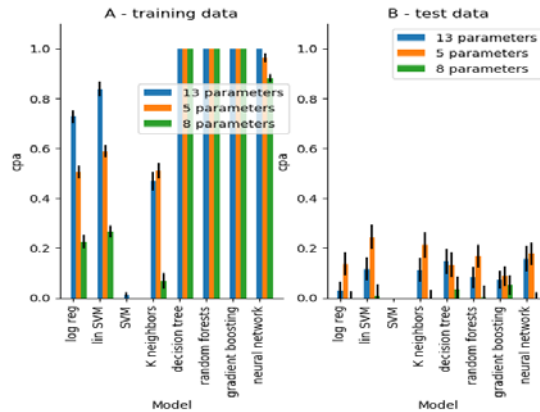 A - training data
cpa
1.0
0.8
0.6
0.4
0.2
0.0
13 parameters
5 parameters
8 parameters
log reg
lin SVM
SVM
K neighbors
decision tree
random forests
gradient boosting
neural network
Model
B - test data
cpa
1.0
0.8
0.6
0.4
0.2
0.0
13 parameters
5 parameters
8 parameters
log reg
lin SVM
SVM
K neighbors
decision tree
random forests
gradient boosting
neural network
Model